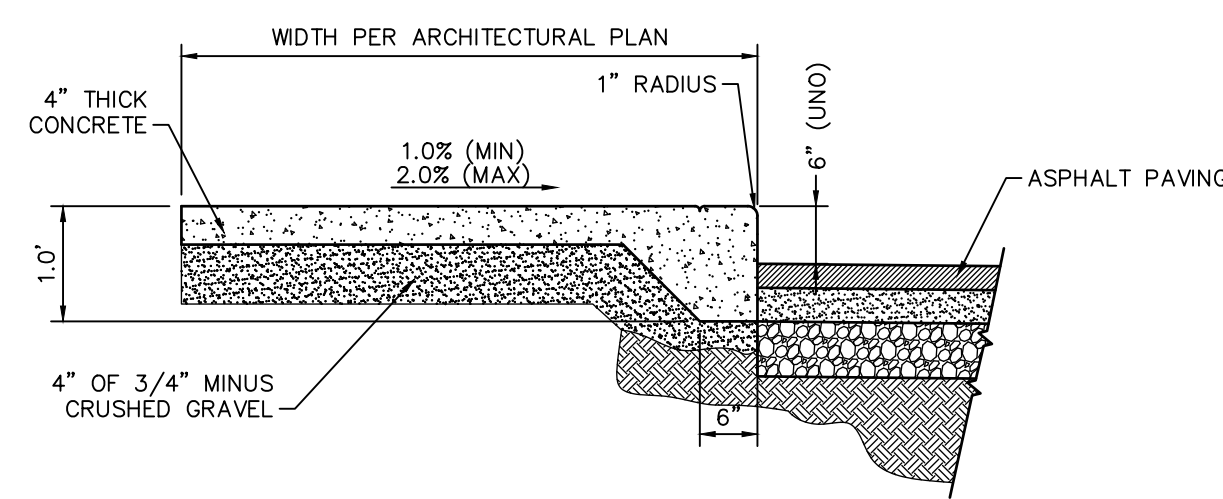 WIDTH PER ARCHITECTURAL PLAN
1" RADIUS
6" (UNO)
4" THICK
CONCRETE
1.0% (MIN)
2.0% (MAX)
ASPHALT PAVING
1.0'
4" OF 3/4" MINUS
CRUSHED GRAVEL
6"